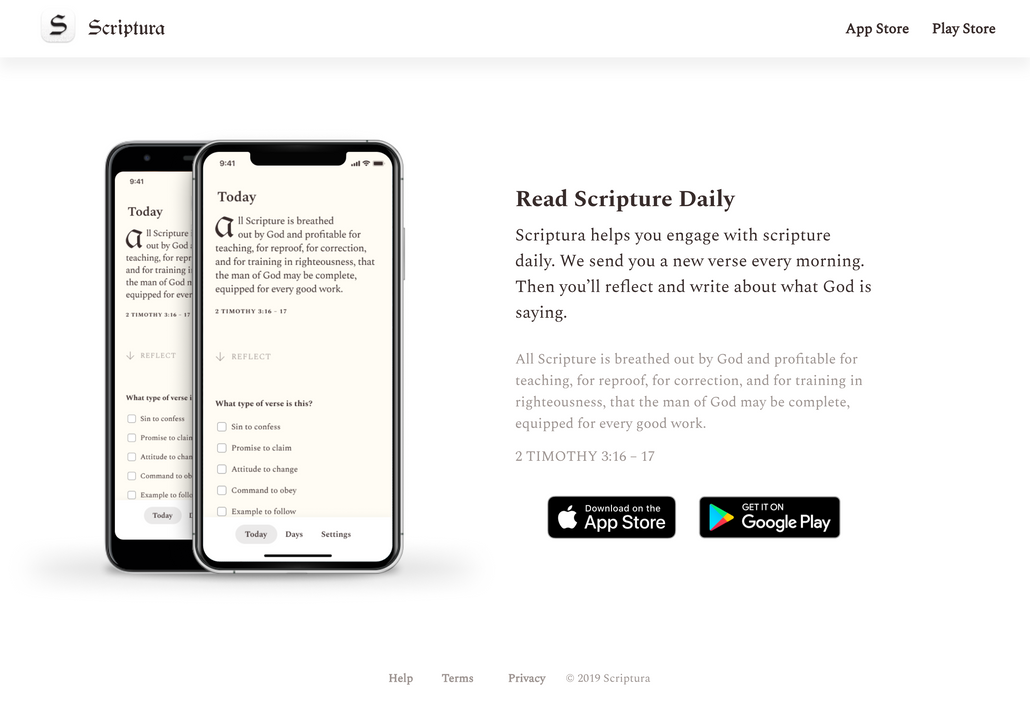 S
Scriptura
App Store
Play Store
9:41
Today
All Scripture is
out by God a
teaching, for repr
and for training i
the man of God m
equipped for ever
2 TIMOTHY 3:16 - 17
REFLECT
What type of verse i
Sin to confess
Promise to claim
Attitude to chan
Command to obe
Example to follo
Today
D
9:41
Today
All Scripture is breathed
out by God and profitable for
teaching, for reproof, for correction,
and for training in righteousness, that
the man of God may be complete,
equipped for every good work.
2 TIMOTHY 3:16 - 17
REFLECT
What type of verse is this?
Sin to confess
Promise to claim
Attitude to change
Command to obey
Example to follow
Today Days Settings
Read Scripture Daily
Scriptura helps you engage with scripture
daily. We send you a new verse every morning.
Then you’ll reflect and write about what God is
saying.
All Scripture is breathed out by God and profitable for
teaching, for reproof, for correction, and for training in
righteousness, that the man of God may be complete,
equipped for every good work.
2 TIMOTHY 3:16 – 17
Download on the
App Store
GET IT ON
Google Play
Help Terms Privacy © 2019 Scriptura